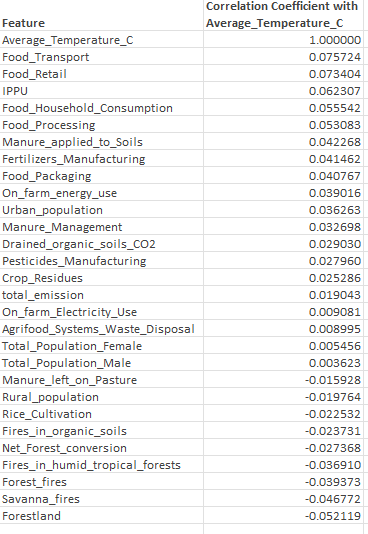 Correlation Coefficient with
Feature Average_Temperature_C
Average_Temperature_C 1.000000
Food_Transport 0.075724
Food_Retail 0.073404
IPPU 0.062307
Food_Household_Consumption 0.055542
Food_Processing 0.053083
Manure_applied_to_Soils 0.042268
Fertilizers_Manufacturing 0.041462
Food_Packaging 0.040767
On_farm_energy_use 0.039016
Urban_population 0.036263
Manure_Management 0.032698
Drained_organic_soils_CO2 0.029030
Pesticides_Manufacturing 0.027960
Crop_Residues 0.025286
total_emission 0.019043
On_farm_Electricity_Use 0.009081
Agrifood_Systems_Waste_Disposal 0.008995
Total_Population_Female 0.005456
Total_Population_Male 0.003623
Manure_left_on_Pasture -0.015928
Rural_population -0.019764
Rice_Cultivation -0.022532
Fires_in_organic_soils -0.023731
Net_Forest_conversion -0.027368
Fires_in_humid_tropical_forests -0.036910
Forest_fires -0.039373
Savanna_fires -0.046772
Forestland -0.052119